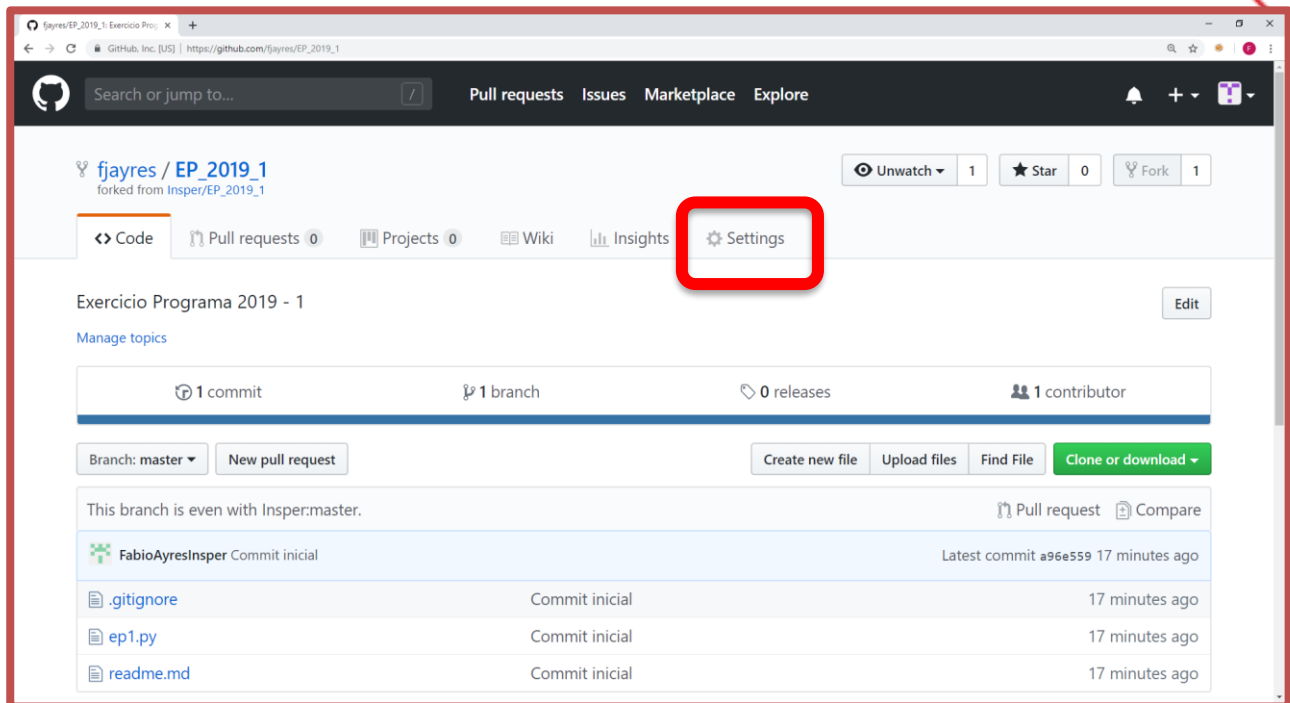 fjayres/EP_2019_1: Exercicio Prog
GitHub, Inc. [US] | https://github.com/fjayres/EP_2019_1
Search or jump to... / Pull requests Issues Marketplace Explore
fjayres / EP_2019_1 Unwatch 1 Star 0 Fork 1
forked from Insper/EP_2019_1
<> Code Pull requests 0 Projects 0 Wiki Insights Settings
Exercicio Programa 2019 - 1 Edit
Manage topics
1 commit 1 branch 0 releases 1 contributor
Branch: master New pull request Create new file Upload files Find File Clone or download
This branch is even with Insper:master. Pull request Compare
FabioAyresInsper Commit inicial Latest commit a96e559 17 minutes ago
.gitignore Commit inicial 17 minutes ago
ep1.py Commit inicial 17 minutes ago
readme.md Commit inicial 17 minutes ago